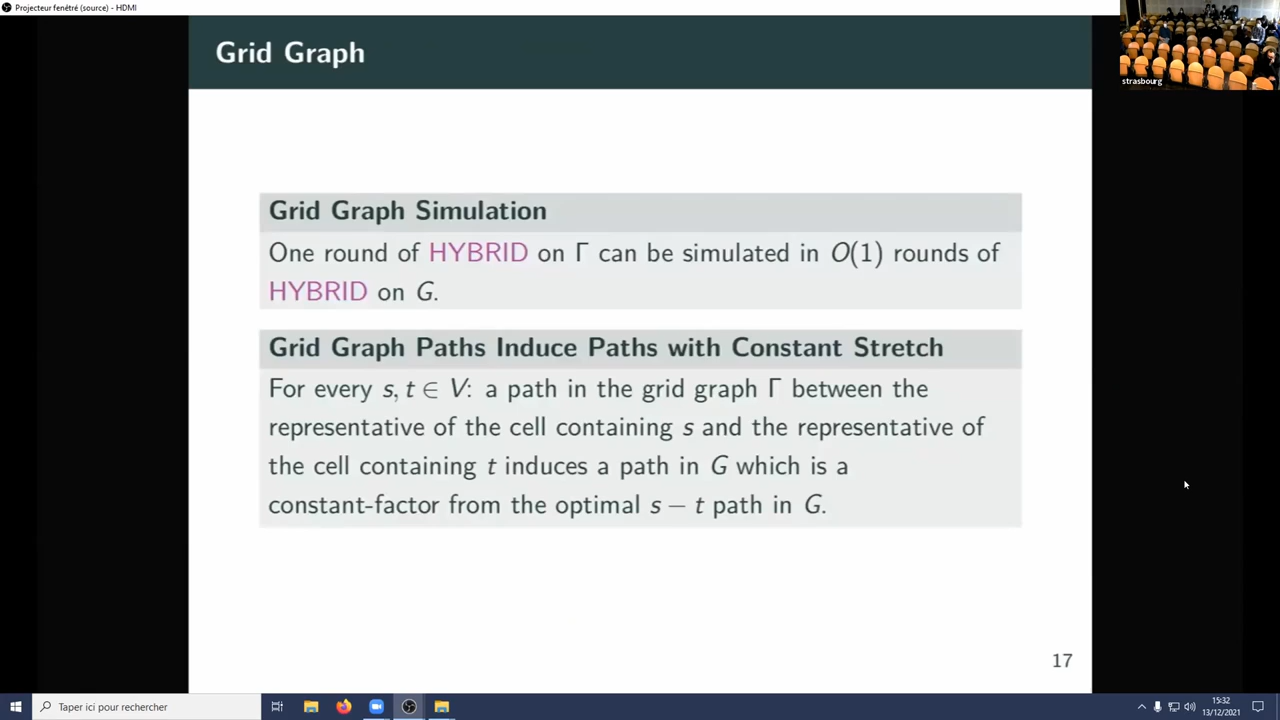 Projecteur fenêtré (source) - HDMI
strasbourg
Grid Graph
Grid Graph Simulation
One round of HYBRID on Γ can be simulated in O(1) rounds of
HYBRID on G.
Grid Graph Paths Induce Paths with Constant Stretch
For every s, t ∈ V: a path in the grid graph Γ between the
representative of the cell containing s and the representative of
the cell containing t induces a path in G which is a
constant-factor from the optimal s − t path in G.
17
Taper ici pour rechercher
15:32
13/12/2021